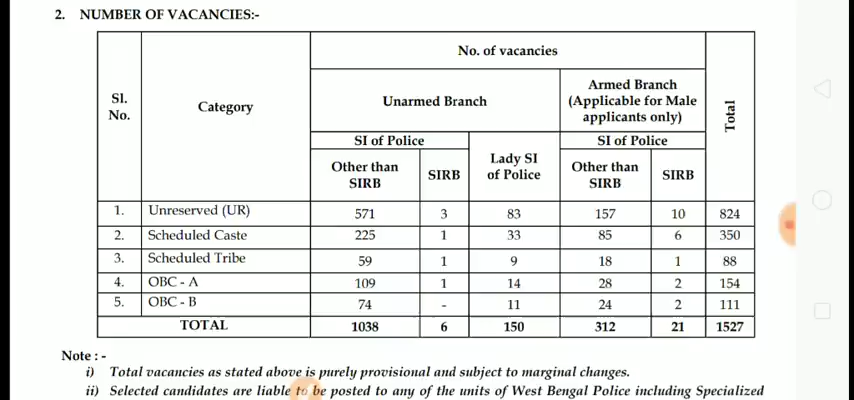 2. NUMBER OF VACANCIES:-
No. of vacancies
Sl. No. Category Unarmed Branch Armed Branch (Applicable for Male applicants only) Total
SI of Police Lady SI of Police SI of Police
Other than SIRB SIRB Other than SIRB SIRB
1. Unreserved (UR) 571 3 83 157 10 824
2. Scheduled Caste 225 1 33 85 6 350
3. Scheduled Tribe 59 1 9 18 1 88
4. OBC - A 109 1 14 28 2 154
5. OBC - B 74 - 11 24 2 111
TOTAL 1038 6 150 312 21 1527
Note : -
i) Total vacancies as stated above is purely provisional and subject to marginal changes.
ii) Selected candidates are liable to be posted to any of the units of West Bengal Police including Specialized